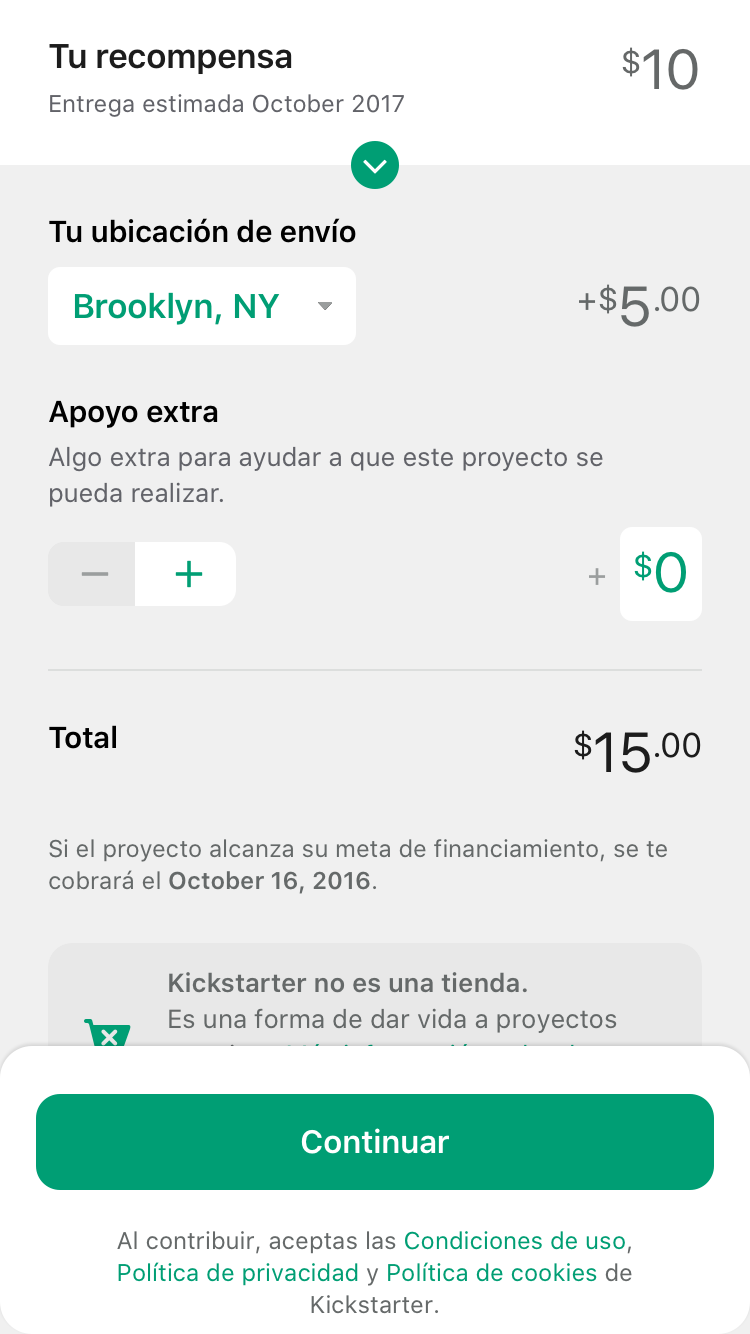 Tu recompensa
$10
Entrega estimada October 2017
Tu ubicación de envío
Brooklyn, NY
+$5.00
Apoyo extra
Algo extra para ayudar a que este proyecto se
pueda realizar.
+ $0
Total
$15.00
Si el proyecto alcanza su meta de financiamiento, se te
cobrará el October 16, 2016.
Kickstarter no es una tienda.
Es una forma de dar vida a proyectos
Continuar
Al contribuir, aceptas las Condiciones de uso,
Política de privacidad y Política de cookies de
Kickstarter.